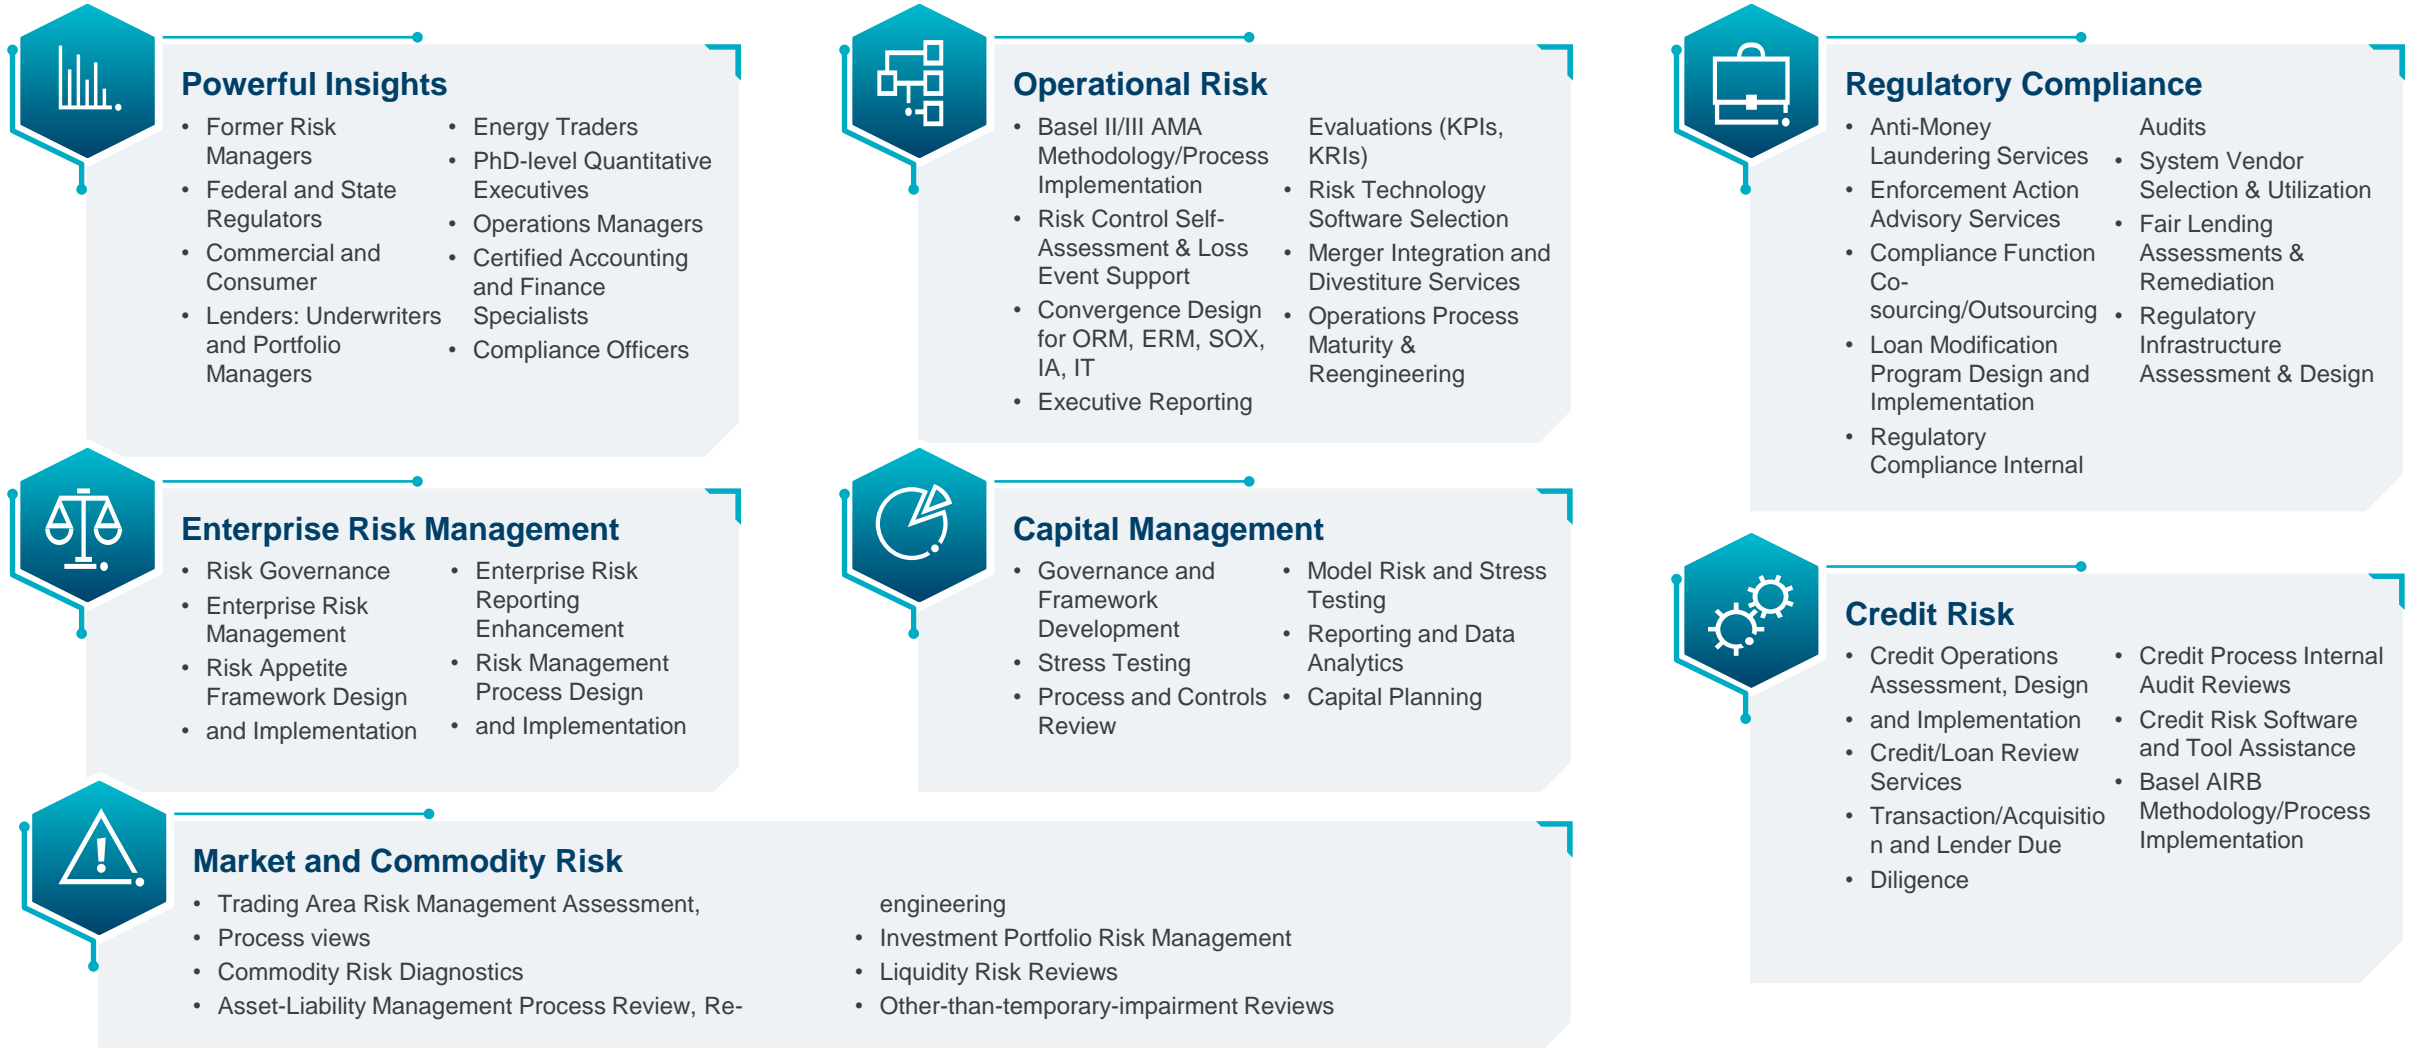 Powerful Insights
• Former Risk
Managers
• Federal and State
Regulators
• Commercial and
Consumer
• Lenders: Underwriters
and Portfolio
Managers
• Energy Traders
• PhD-level Quantitative
Executives
• Operations Managers
• Certified Accounting
and Finance
Specialists
• Compliance Officers
Operational Risk
• Basel II/III AMA
Methodology/Process
Implementation
• Risk Control Self-
Assessment & Loss
Event Support
• Convergence Design
for ORM, ERM, SOX,
IA, IT
• Executive Reporting
Evaluations (KPIs,
KRIs)
• Risk Technology
Software Selection
• Merger Integration and
Divestiture Services
• Operations Process
Maturity &
Reengineering
Regulatory Compliance
• Anti-Money
Laundering Services
• Enforcement Action
Advisory Services
• Compliance Function
Co-
sourcing/Outsourcing
• Loan Modification
Program Design and
Implementation
• Regulatory
Compliance Internal
Audits
• System Vendor
Selection & Utilization
• Fair Lending
Assessments &
Remediation
• Regulatory
Infrastructure
Assessment & Design
Enterprise Risk Management
• Risk Governance
• Enterprise Risk
Management
• Risk Appetite
Framework Design
• and Implementation
• Enterprise Risk
Reporting
Enhancement
• Risk Management
Process Design
• and Implementation
Capital Management
• Governance and
Framework
Development
• Stress Testing
• Process and Controls
Review
• Model Risk and Stress
Testing
• Reporting and Data
Analytics
• Capital Planning
Credit Risk
• Credit Operations
Assessment, Design
• and Implementation
• Credit/Loan Review
Services
• Transaction/Acquisitio
n and Lender Due
• Diligence
• Credit Process Internal
Audit Reviews
• Credit Risk Software
and Tool Assistance
• Basel AIRB
Methodology/Process
Implementation
Market and Commodity Risk
• Trading Area Risk Management Assessment,
• Process views
• Commodity Risk Diagnostics
• Asset-Liability Management Process Review, Re-
engineering
• Investment Portfolio Risk Management
• Liquidity Risk Reviews
• Other-than-temporary-impairment Reviews